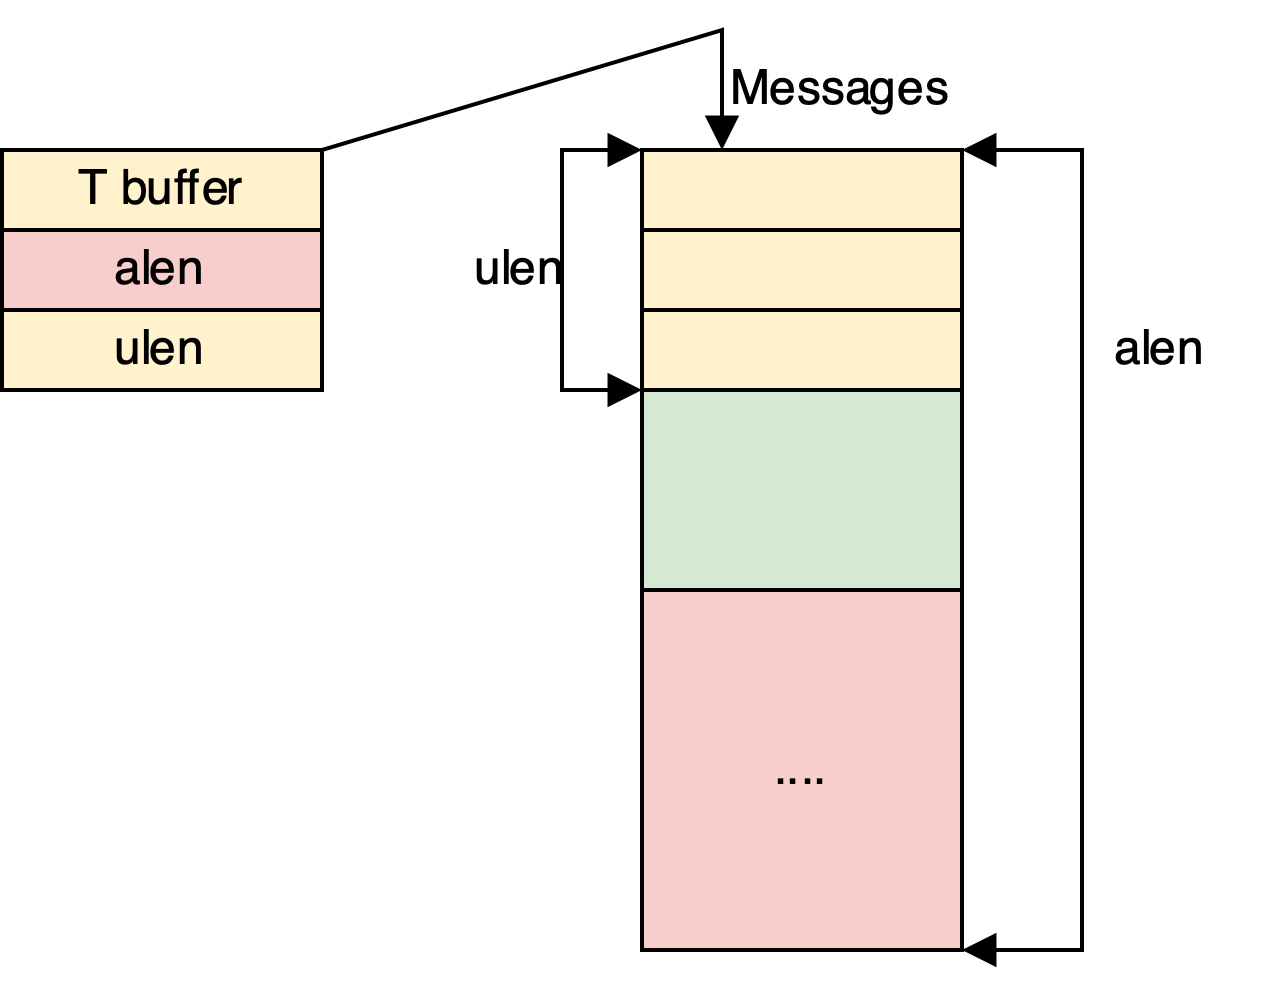 Messages
T buffer
alen
ulen
ulen
alen
....